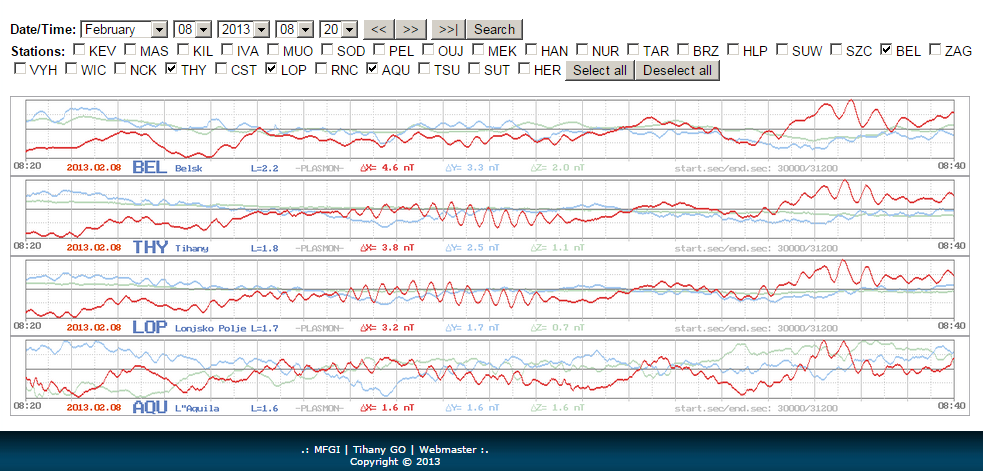 Date/Time: February 08 2013 08 20 << >> >>| Search
Stations: KEV MAS KIL IVA MUO SOD PEL OUJ MEK HAN NUR TAR BRZ HLP SUW SZC BEL ZAG
VYH WIC NCK THY CST LOP RNC AQU TSU SUT HER Select all Deselect all
08:20 2013.02.08 BEL Belsk L=2.2 -PLASMON- ΔX= 4.6 nT ΔY= 3.3 nT ΔZ= 2.0 nT start.sec/end.sec: 30000/31200 08:40
08:20 2013.02.08 THY Tihany L=1.8 -PLASMON- ΔX= 3.8 nT ΔY= 2.5 nT ΔZ= 1.1 nT start.sec/end.sec: 30000/31200 08:40
08:20 2013.02.08 LOP Lonjsko Polje L=1.7 -PLASMON- ΔX= 3.2 nT ΔY= 1.7 nT ΔZ= 0.7 nT start.sec/end.sec: 30000/31200 08:40
08:20 2013.02.08 AQU L"Aquila L=1.6 -PLASMON- ΔX= 1.6 nT ΔY= 1.6 nT ΔZ= 1.6 nT start.sec/end.sec: 30000/31200 08:40
.: MFGI | Tihany GO | Webmaster :.
Copyright © 2013